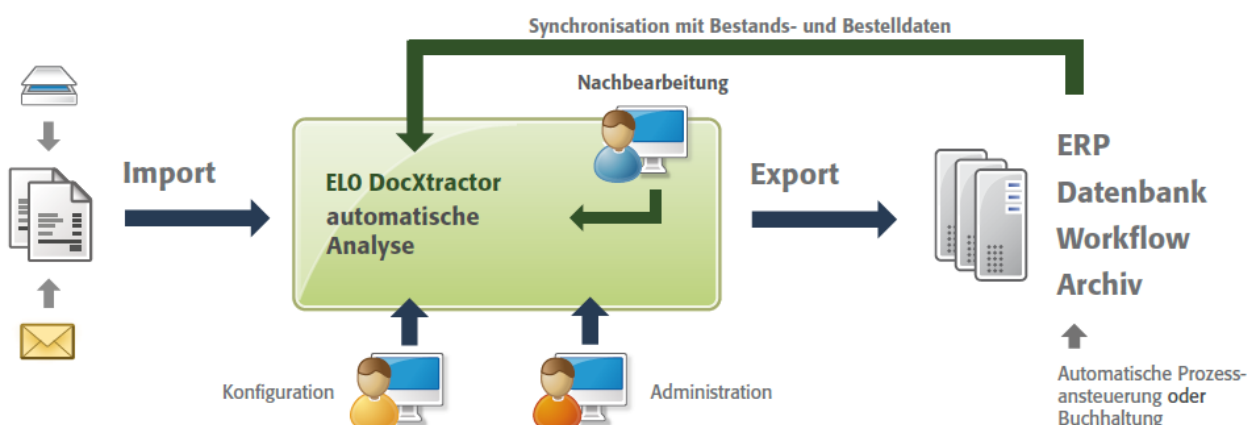 Synchronisation mit Bestands- und Bestelldaten
Nachbearbeitung
Import
ELO DocXtractor
automatische
Analyse
Export
ERP
Datenbank
Workflow
Archiv
Konfiguration
Administration
Automatische Prozess-
ansteuerung oder
Buchhaltung